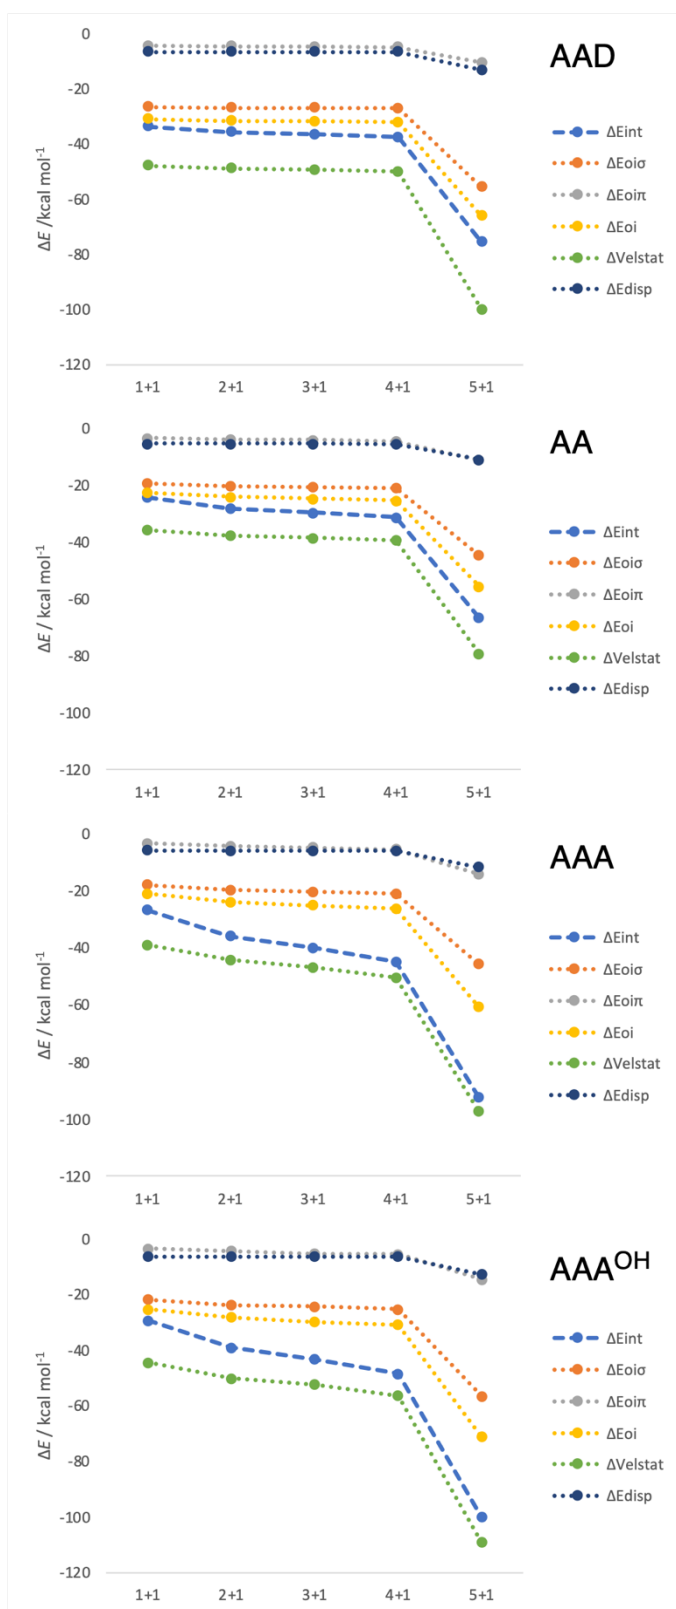 AAD
0
-20
-40
-60
-80
-100
-120
ΔE /kcal mol-1
1+1 2+1 3+1 4+1 5+1
ΔEint
ΔEoiσ
ΔEoiπ
ΔEoi
ΔVelstat
ΔEdisp
AA
0
-20
-40
-60
-80
-100
-120
ΔE / kcal mol-1
1+1 2+1 3+1 4+1 5+1
ΔEint
ΔEoiσ
ΔEoiπ
ΔEoi
ΔVelstat
ΔEdisp
AAA
0
-20
-40
-60
-80
-100
-120
ΔE / kcal mol-1
1+1 2+1 3+1 4+1 5+1
ΔEint
ΔEoiσ
ΔEoiπ
ΔEoi
ΔVelstat
ΔEdisp
AAAOH
0
-20
-40
-60
-80
-100
-120
ΔE / kcal mol-1
1+1 2+1 3+1 4+1 5+1
ΔEint
ΔEoiσ
ΔEoiπ
ΔEoi
ΔVelstat
ΔEdisp